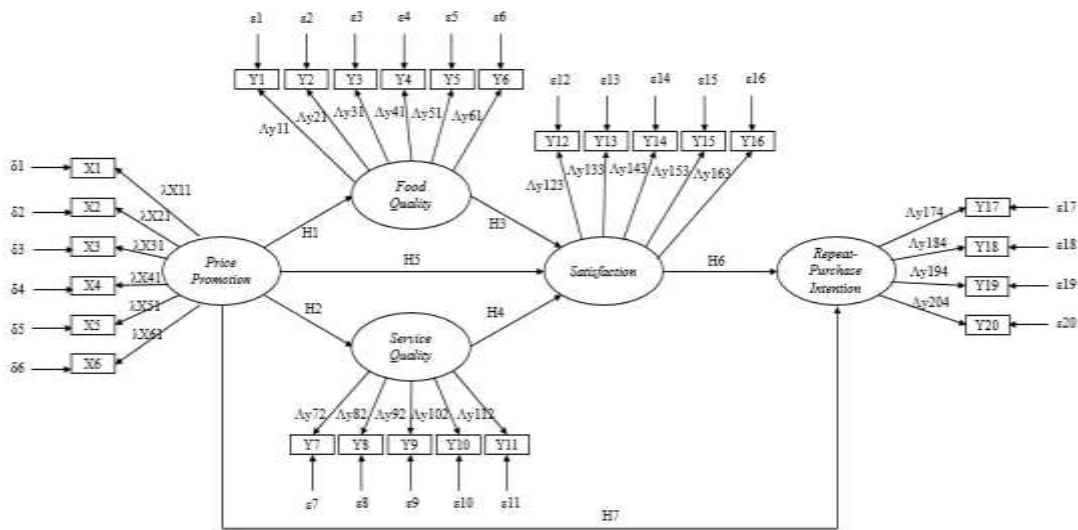 ε1 ε2 ε3 ε4 ε5 ε6
Y1 Y2 Y3 Y4 Y5 Y6
Λy11 Λy21 Λy31 Λy41 Λy51 Λy61
ε12 ε13 ε14 ε15 ε16
Y12 Y13 Y14 Y15 Y16
Λy123 Λy133 Λy143 Λy153 Λy163
δ1 X1 λX11
δ2 X2 λX21
δ3 X3 λX31
δ4 X4 λX41
δ5 X5 λX51
δ6 X6 λX61
Price
Promotion
Food
Quality
H1
H3
H5
H2
H4
Service
Quality
Satisfaction
H6
Repeat-
Purchase
Intention
Λy174 Y17 ε17
Λy184 Y18 ε18
Λy194 Y19 ε19
Λy204 Y20 ε20
Λy72 Λy82 Λy92 Λy102 Λy112
Y7 Y8 Y9 Y10 Y11
ε7 ε8 ε9 ε10 ε11
H7